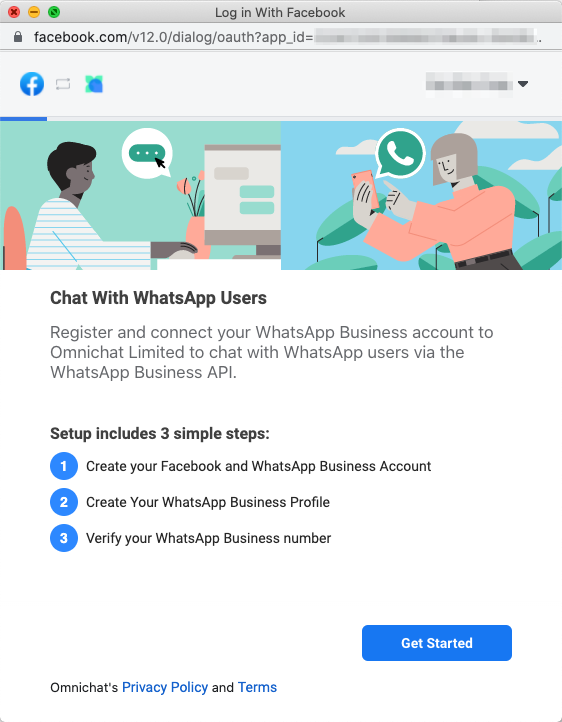 Log in With Facebook
facebook.com/v12.0/dialog/oauth?app_id=
Chat With WhatsApp Users
Register and connect your WhatsApp Business account to
Omnichat Limited to chat with WhatsApp users via the
WhatsApp Business API.
Setup includes 3 simple steps:
1 Create your Facebook and WhatsApp Business Account
2 Create Your WhatsApp Business Profile
3 Verify your WhatsApp Business number
Get Started
Omnichat's Privacy Policy and Terms